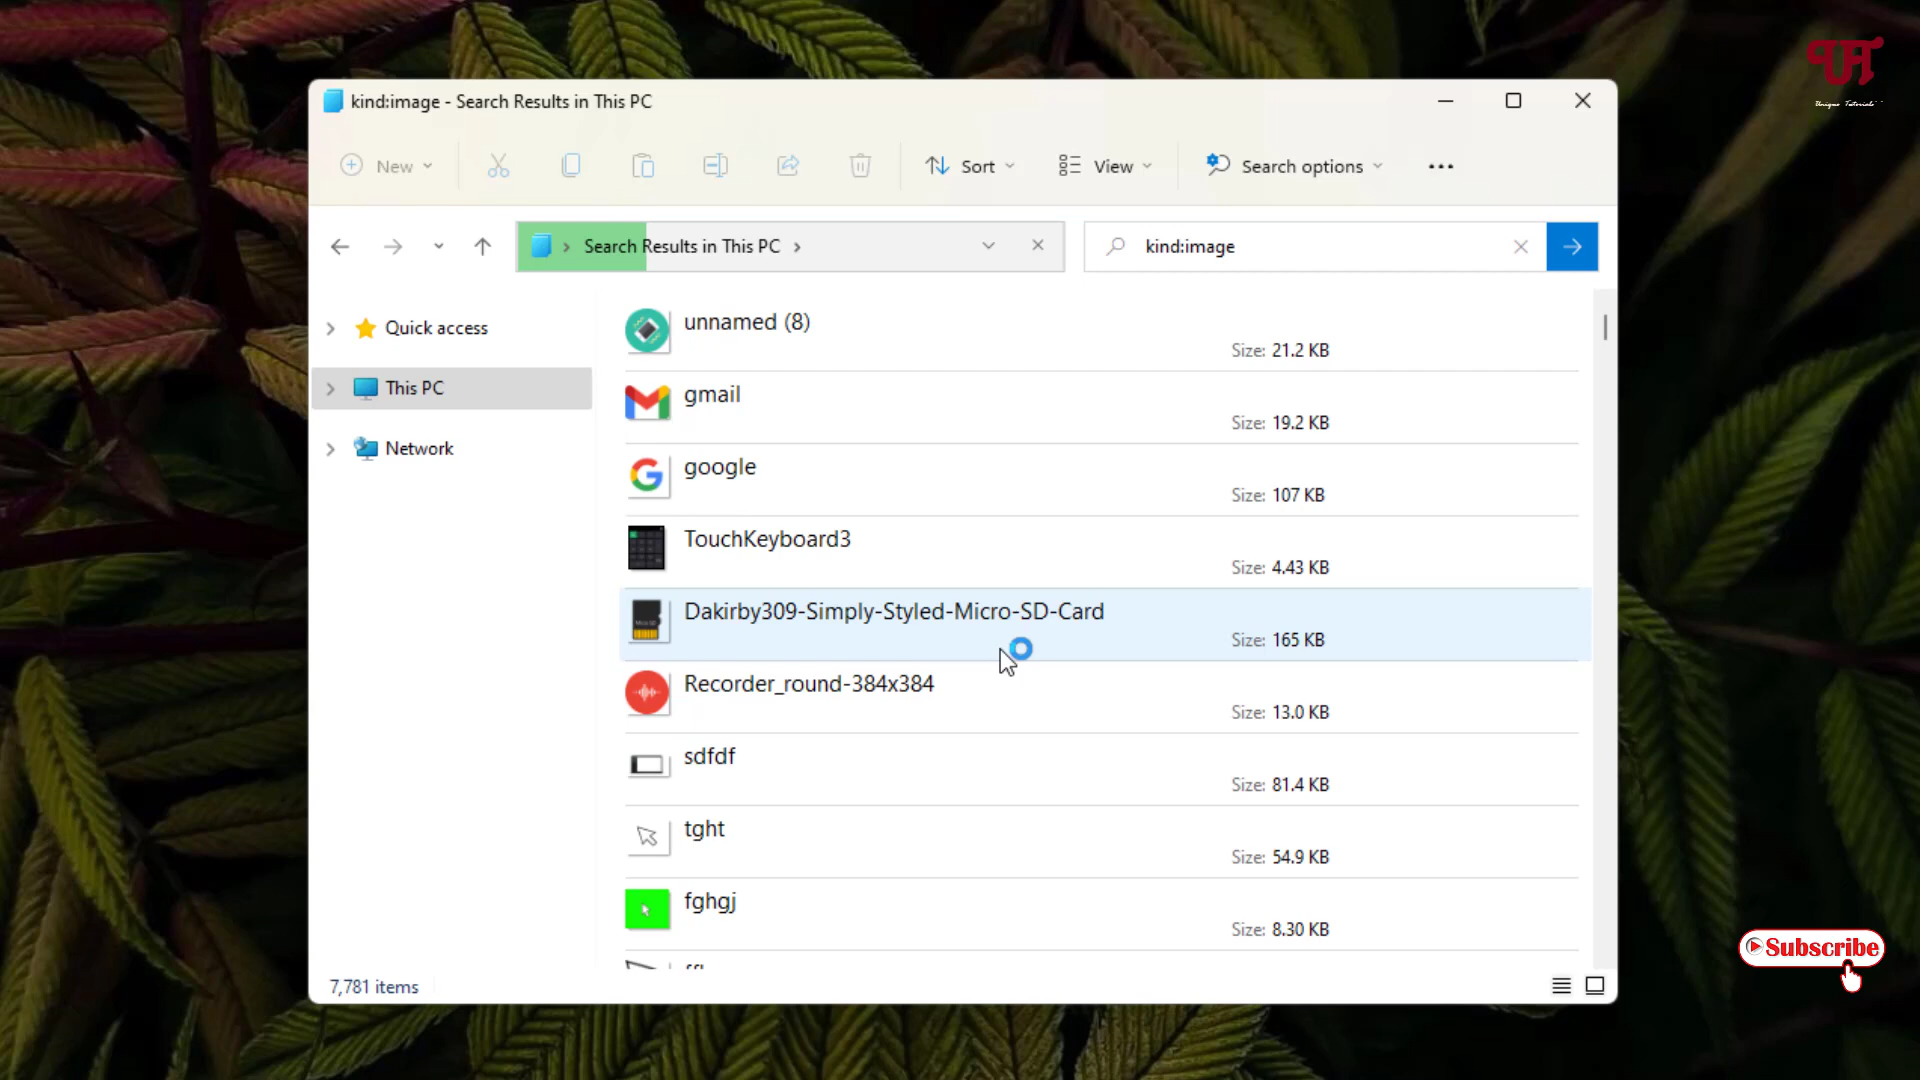 kind:image - Search Results in This PC
New
Sort
View
Search options
Search Results in This PC
kind:image
Quick access
This PC
Network
unnamed (8)
Size: 21.2 KB
gmail
Size: 19.2 KB
google
Size: 107 KB
TouchKeyboard3
Size: 4.43 KB
Dakirby309-Simply-Styled-Micro-SD-Card
Size: 165 KB
Recorder_round-384x384
Size: 13.0 KB
sdfdf
Size: 81.4 KB
tght
Size: 54.9 KB
fghgj
Size: 8.30 KB
7,781 items
UT
Unique Tutorials
Subscribe